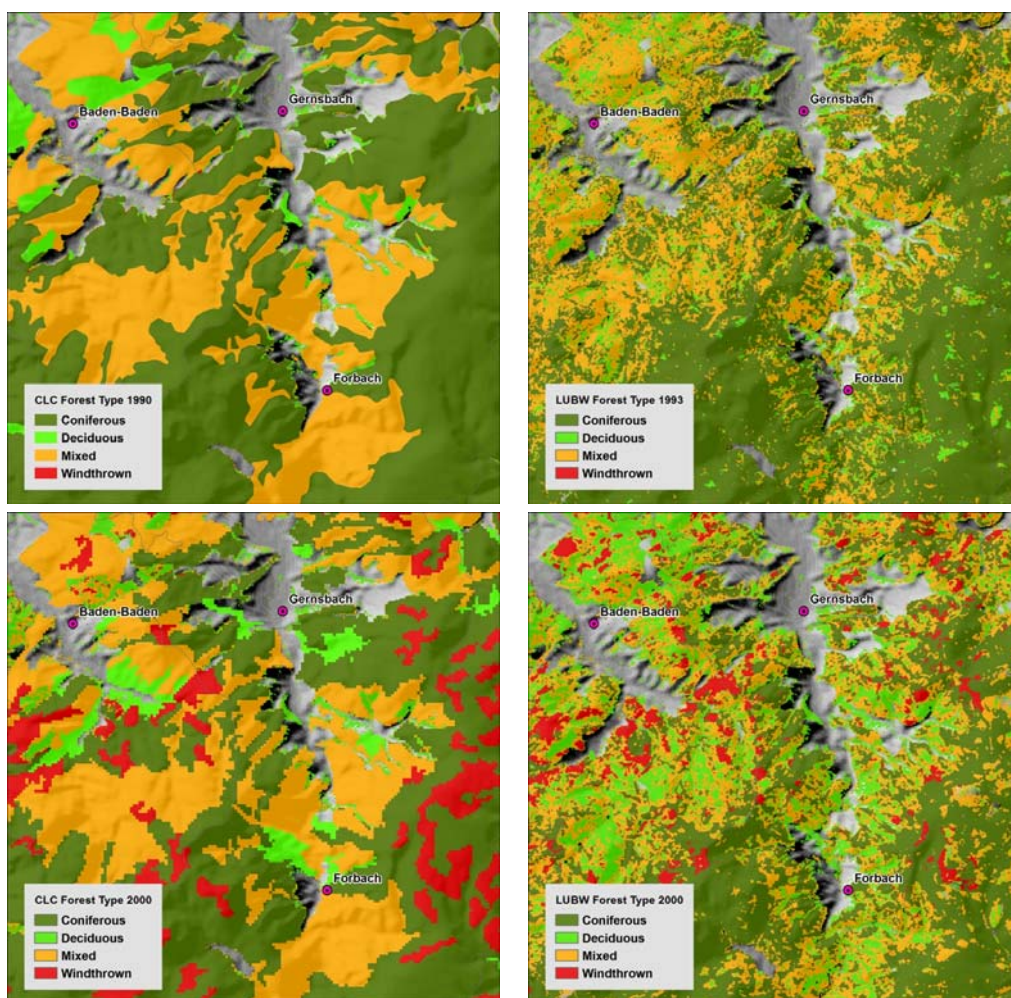 Baden-Baden
Gernsbach
Forbach
CLC Forest Type 1990
Coniferous
Deciduous
Mixed
Windthrown
Baden-Baden
Gernsbach
Forbach
LUBW Forest Type 1993
Coniferous
Deciduous
Mixed
Windthrown
Baden-Baden
Gernsbach
Forbach
CLC Forest Type 2000
Coniferous
Deciduous
Mixed
Windthrown
Baden-Baden
Gernsbach
Forbach
LUBW Forest Type 2000
Coniferous
Deciduous
Mixed
Windthrown